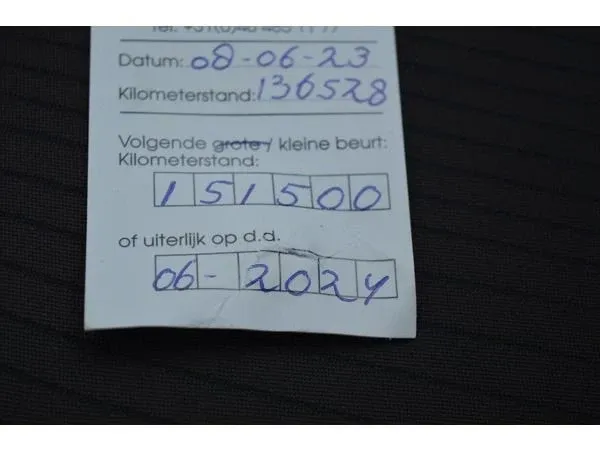 Datum: 08-06-23
Kilometerstand: 136528
Volgende grote / kleine beurt:
Kilometerstand:
151500
of uiterlijk op d.d.
06-2024